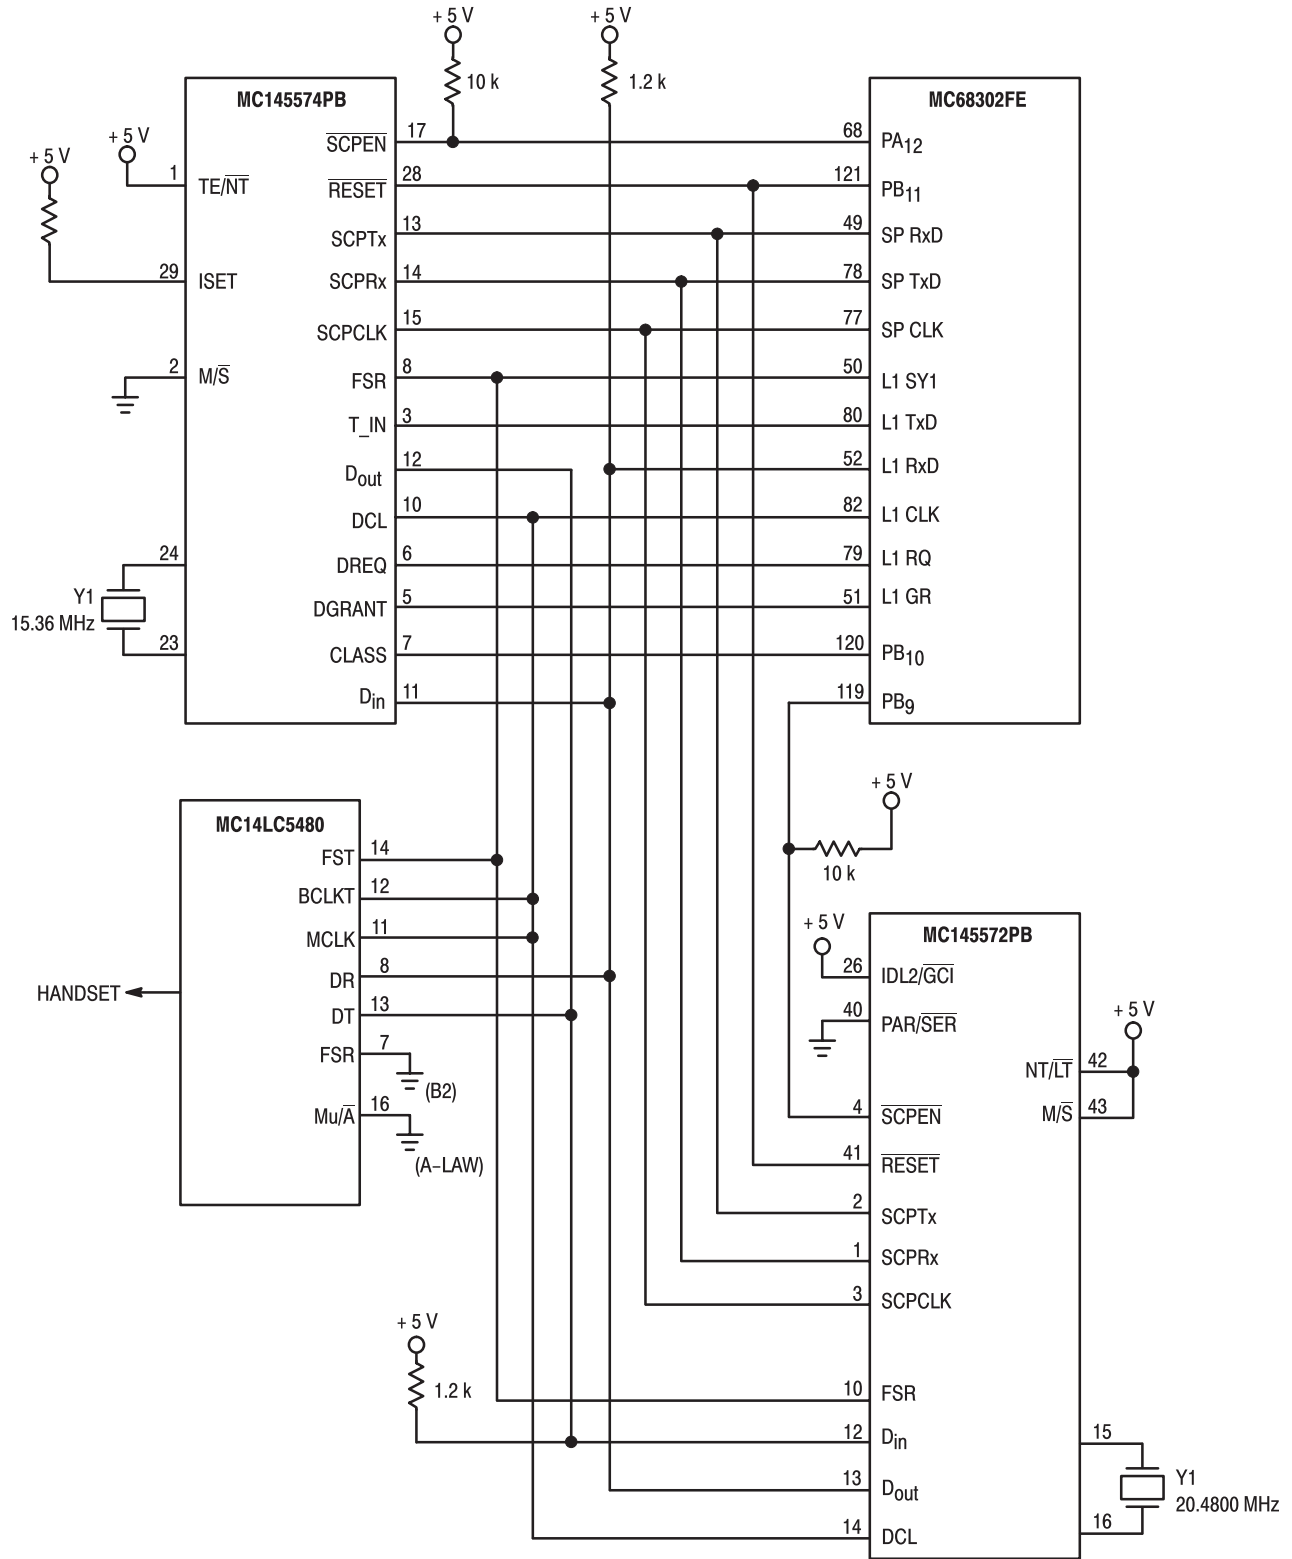 + 5 V
+ 5 V
10 k
1.2 k
MC145574PB
MC68302FE
+ 5 V
+ 5 V
1 TE/NT
29 ISET
2 M/S
24
Y1
15.36 MHz
23
SCPEN 17
RESET 28
SCPTx 13
SCPRx 14
SCPCLK 15
FSR 8
T_IN 3
Dout 12
DCL 10
DREQ 6
DGRANT 5
CLASS 7
Din 11
68 PA12
121 PB11
49 SP RxD
78 SP TxD
77 SP CLK
50 L1 SY1
80 L1 TxD
52 L1 RxD
82 L1 CLK
79 L1 RQ
51 L1 GR
120 PB10
119 PB9
+ 5 V
10 k
MC14LC5480
FST 14
BCLKT 12
MCLK 11
DR 8
HANDSET
DT 13
FSR 7
(B2)
Mu/A 16
(A–LAW)
+ 5 V
MC145572PB
26 IDL2/GCI
40 PAR/SER
+ 5 V
NT/LT 42
M/S 43
4 SCPEN
41 RESET
2 SCPTx
1 SCPRx
3 SCPCLK
+ 5 V
1.2 k
10 FSR
12 Din
13 Dout
14 DCL
15
Y1
20.4800 MHz
16